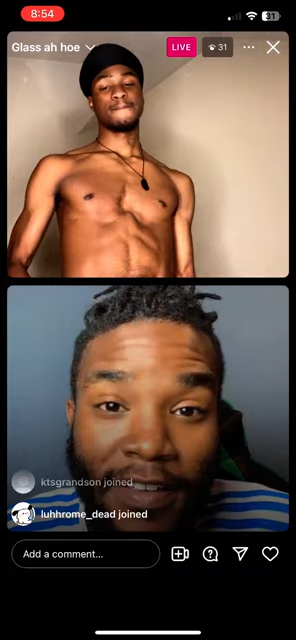 8:54
31
Glass ah hoe
LIVE
31
ktsgrandson joined
luhhrome_dead joined
Add a comment...